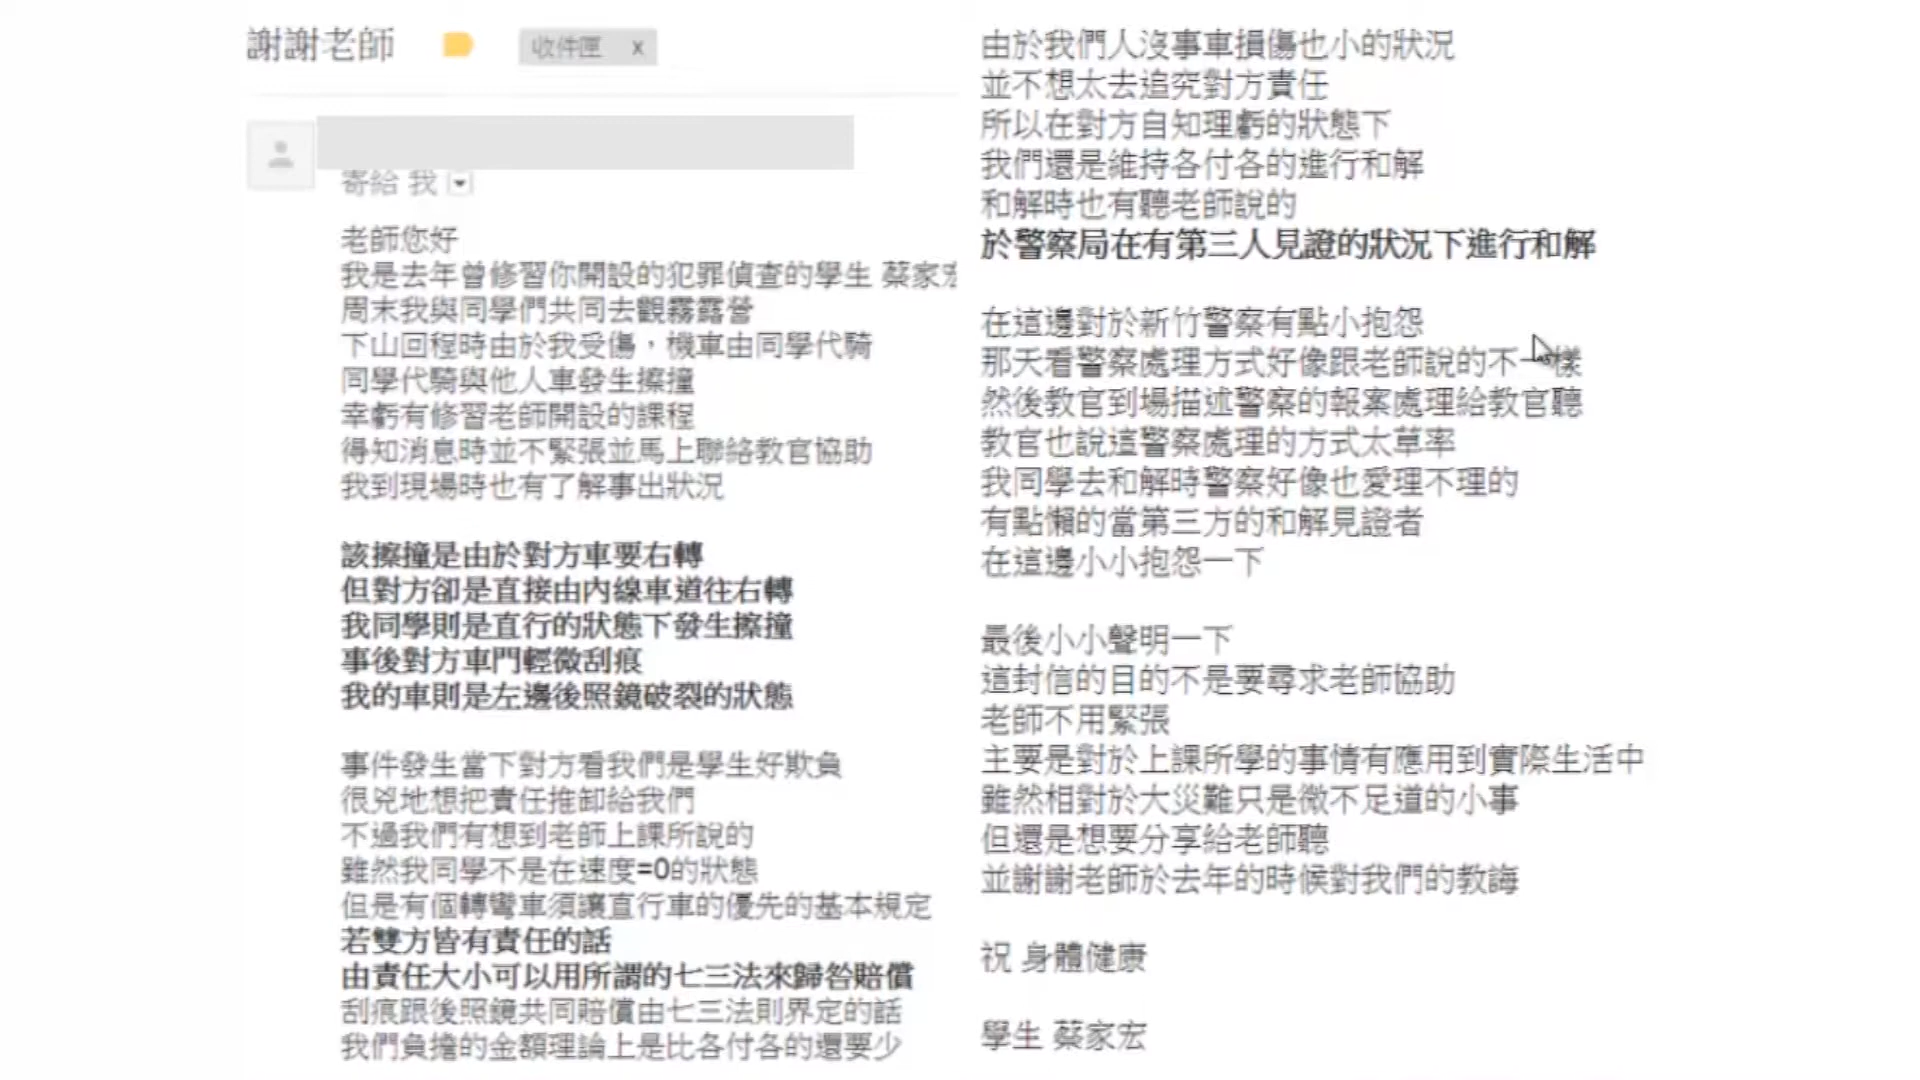 謝謝老師
收件匣 x
寄給 我
老師您好
我是去年曾修習你開設的犯罪偵查的學生 蔡家宏
周末我與同學們共同去觀霧露營
下山回程時由於我受傷，機車由同學代騎
同學代騎與他人車發生擦撞
幸虧有修習老師開設的課程
得知消息時並不緊張並馬上聯絡教官協助
我到現場時也有了解事出狀況
該擦撞是由於對方車要右轉
但對方卻是直接由內線車道往右轉
我同學則是直行的狀態下發生擦撞
事後對方車門輕微刮痕
我的車則是左邊後照鏡破裂的狀態
事件發生當下對方看我們是學生好欺負
很兇地想把責任推卸給我們
不過我們有想到老師上課所說的
雖然我同學不是在速度=0的狀態
但是有個轉彎車須讓直行車的優先的基本規定
若雙方皆有責任的話
由責任大小可以用所謂的七三法來歸咎賠償
刮痕跟後照鏡共同賠償由七三法則界定的話
我們負擔的金額理論上是比各付各的還要少
由於我們人沒事車損傷也小的狀況
並不想太去追究對方責任
所以在對方自知理虧的狀態下
我們還是維持各付各的進行和解
和解時也有聽老師說的
於警察局在有第三人見證的狀況下進行和解
在這邊對於新竹警察有點小抱怨
那天看警察處理方式好像跟老師說的不一樣
然後教官到場描述警察的報案處理給教官聽
教官也說這警察處理的方式太草率
我同學去和解時警察好像也愛理不理的
有點懶的當第三方的和解見證者
在這邊小小抱怨一下
最後小小聲明一下
這封信的目的不是要尋求老師協助
老師不用緊張
主要是對於上課所學的事情有應用到實際生活中
雖然相對於大災難只是微不足道的小事
但還是想要分享給老師聽
並謝謝老師於去年的時候對我們的教誨
祝 身體健康
學生 蔡家宏